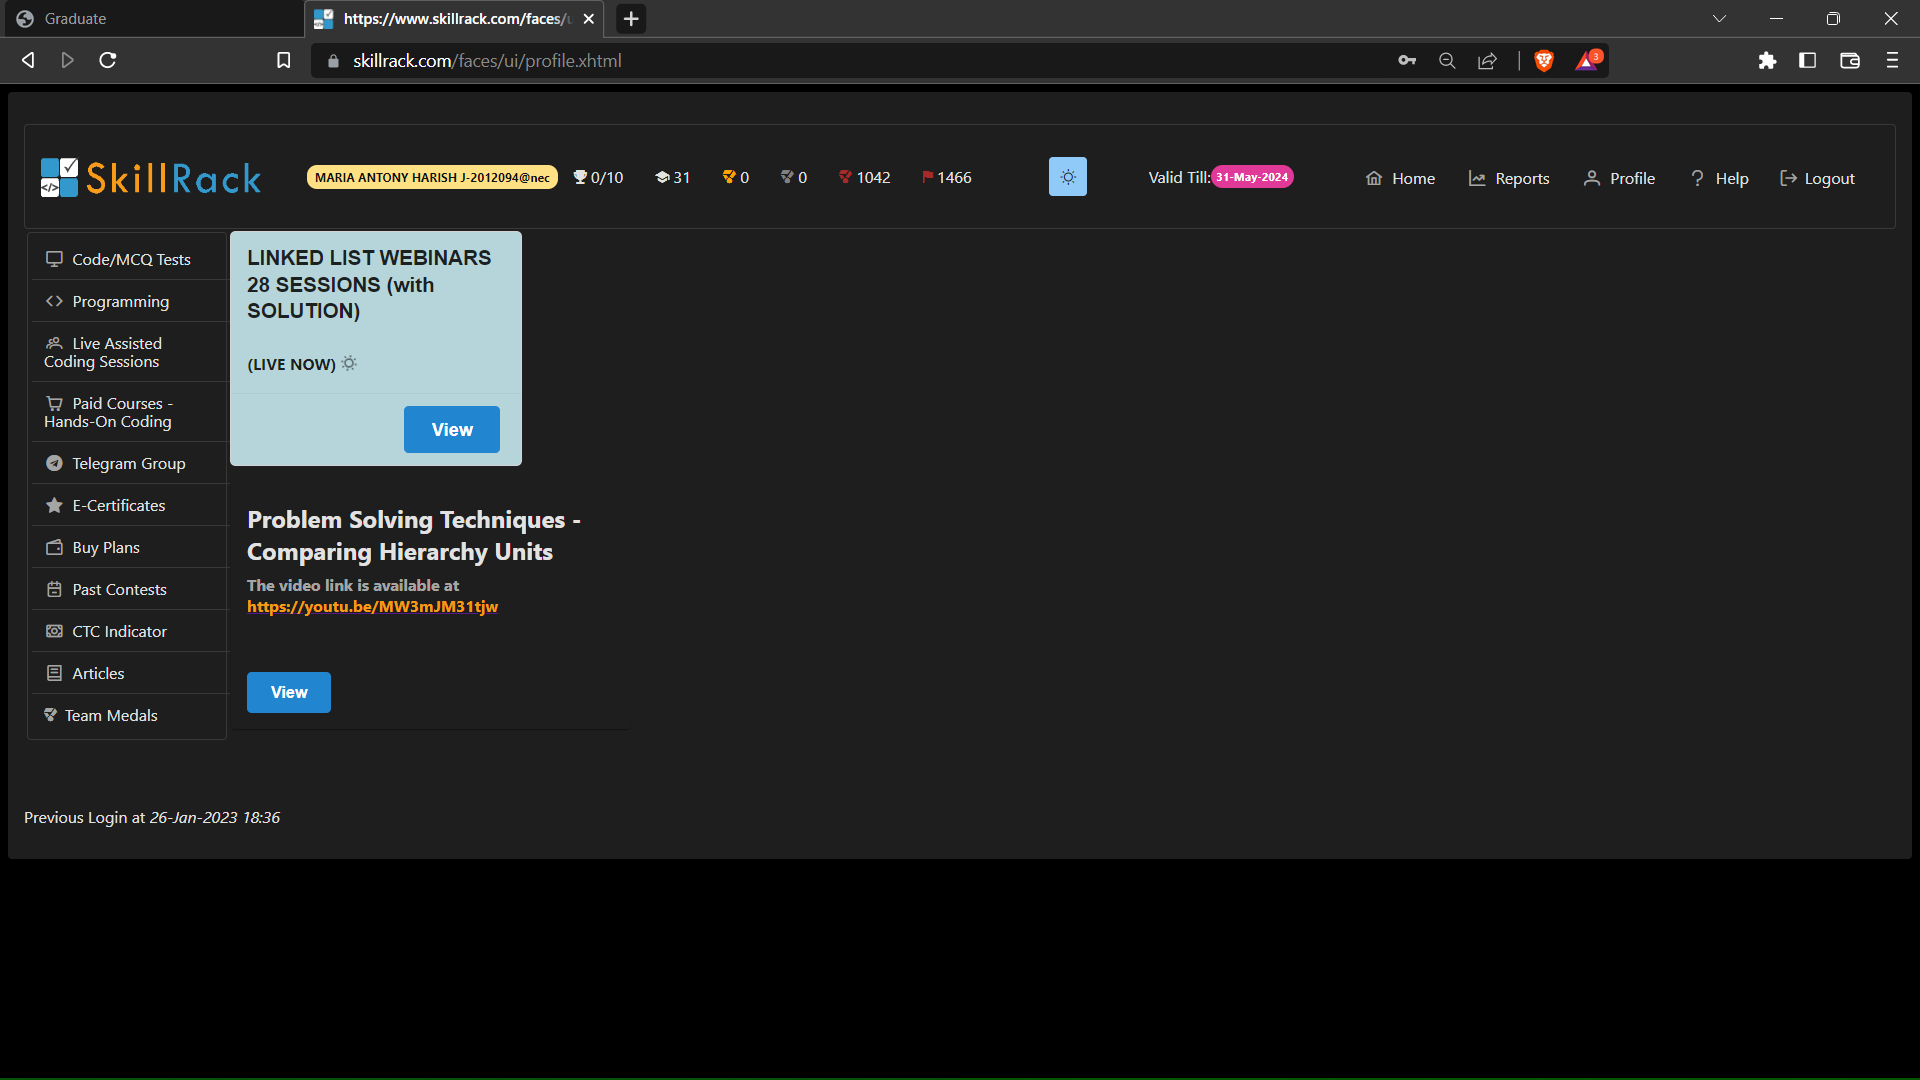 Graduate
https://www.skillrack.com/faces/u
skillrack.com/faces/ui/profile.xhtml
3
SkillRack
MARIA ANTONY HARISH J-2012094@nec
0/10
31
0
0
1042
1466
Valid Till:31-May-2024
Home
Reports
Profile
Help
Logout
Code/MCQ Tests
Programming
Live Assisted
Coding Sessions
Paid Courses -
Hands-On Coding
Telegram Group
E-Certificates
Buy Plans
Past Contests
CTC Indicator
Articles
Team Medals
LINKED LIST WEBINARS
28 SESSIONS (with
SOLUTION)
(LIVE NOW)
View
Problem Solving Techniques -
Comparing Hierarchy Units
The video link is available at
https://youtu.be/MW3mJM31tjw
View
Previous Login at 26-Jan-2023 18:36